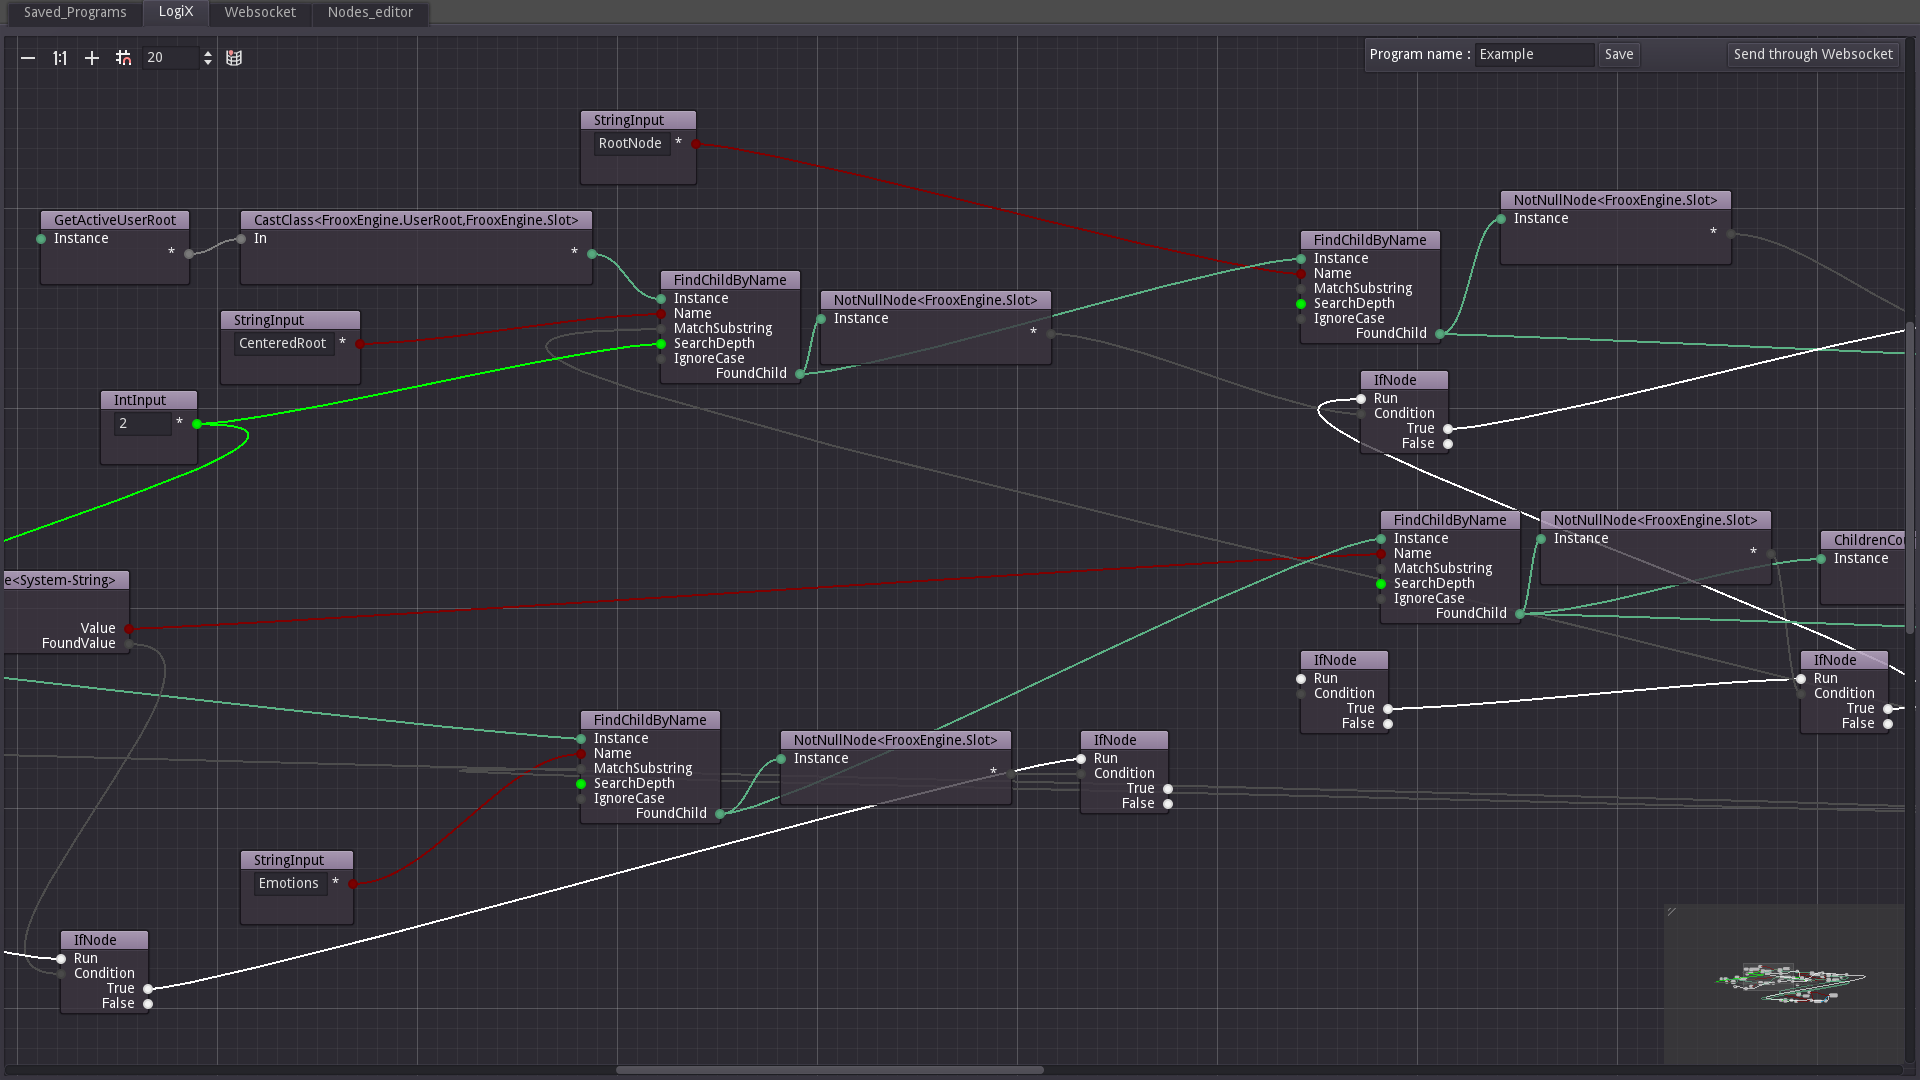 Saved_Programs LogiX Websocket Nodes_editor
1:1 20
Program name : Example Save Send through Websocket
StringInput
RootNode *
GetActiveUserRoot
Instance
*
CastClass<FrooxEngine.UserRoot,FrooxEngine.Slot>
In
*
StringInput
CenteredRoot *
IntInput
2 *
FindChildByName
Instance
Name
MatchSubstring
SearchDepth
IgnoreCase
FoundChild
NotNullNode<FrooxEngine.Slot>
Instance
*
FindChildByName
Instance
Name
MatchSubstring
SearchDepth
IgnoreCase
FoundChild
NotNullNode<FrooxEngine.Slot>
Instance
*
IfNode
Run
Condition
True
False
FindChildByName
Instance
Name
MatchSubstring
SearchDepth
IgnoreCase
FoundChild
NotNullNode<FrooxEngine.Slot>
Instance
*
ChildrenCou
Instance
e<System-String>
Value
FoundValue
IfNode
Run
Condition
True
False
IfNode
Run
Condition
True
False
FindChildByName
Instance
Name
MatchSubstring
SearchDepth
IgnoreCase
FoundChild
NotNullNode<FrooxEngine.Slot>
Instance
*
IfNode
Run
Condition
True
False
StringInput
Emotions *
IfNode
Run
Condition
True
False